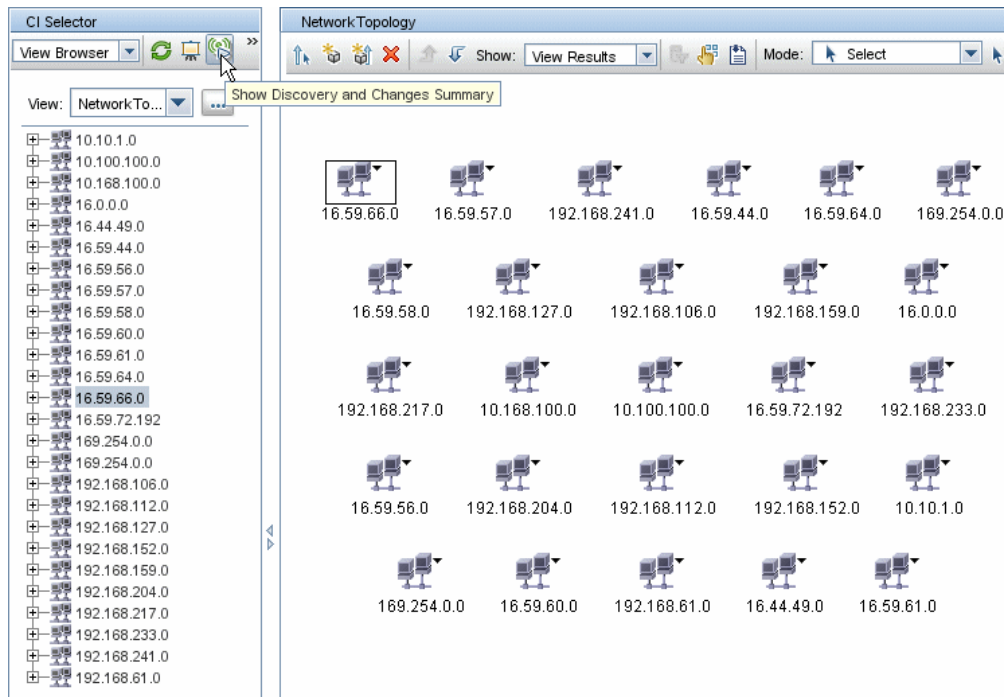 CI Selector
View Browser
»
View: NetworkTo... ...
10.10.1.0
10.100.100.0
10.168.100.0
16.0.0.0
16.44.49.0
16.59.44.0
16.59.56.0
16.59.57.0
16.59.58.0
16.59.60.0
16.59.61.0
16.59.64.0
16.59.66.0
16.59.72.192
169.254.0.0
169.254.0.0
192.168.106.0
192.168.112.0
192.168.127.0
192.168.152.0
192.168.159.0
192.168.204.0
192.168.217.0
192.168.233.0
192.168.241.0
192.168.61.0
NetworkTopology
Show: View Results Mode: Select
Show Discovery and Changes Summary
16.59.66.0 16.59.57.0 192.168.241.0 16.59.44.0 16.59.64.0 169.254.0.0
16.59.58.0 192.168.127.0 192.168.106.0 192.168.159.0 16.0.0.0
192.168.217.0 10.168.100.0 10.100.100.0 16.59.72.192 192.168.233.0
16.59.56.0 192.168.204.0 192.168.112.0 192.168.152.0 10.10.1.0
169.254.0.0 16.59.60.0 192.168.61.0 16.44.49.0 16.59.61.0